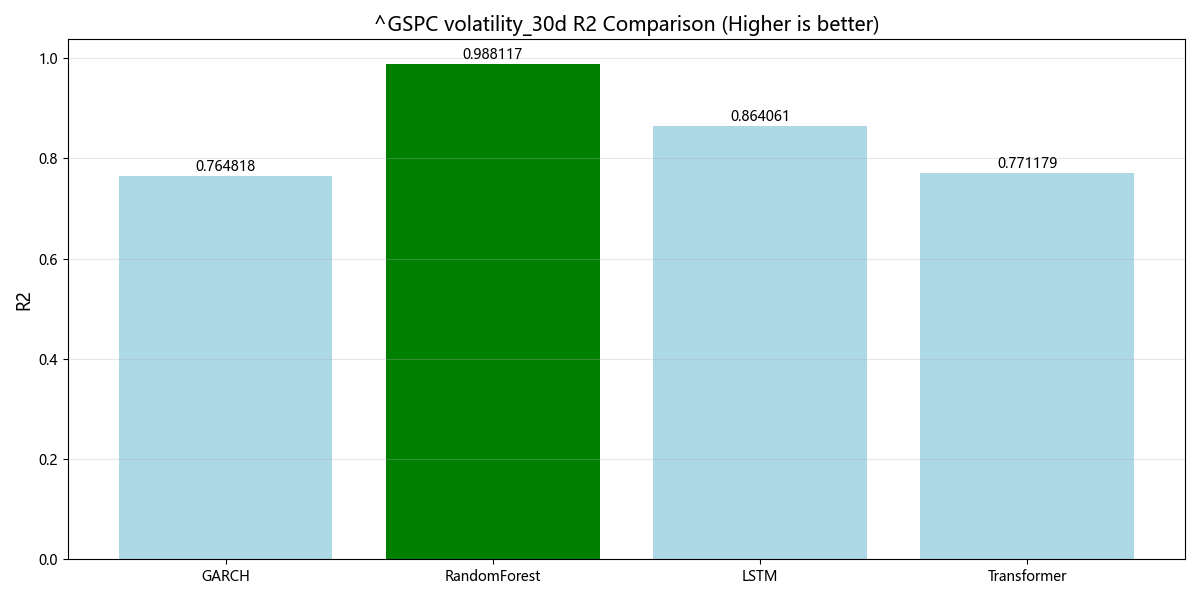 ^GSPC volatility_30d R2 Comparison (Higher is better)
R2
1.0
0.8
0.6
0.4
0.2
0.0
0.764818
0.988117
0.864061
0.771179
GARCH
RandomForest
LSTM
Transformer